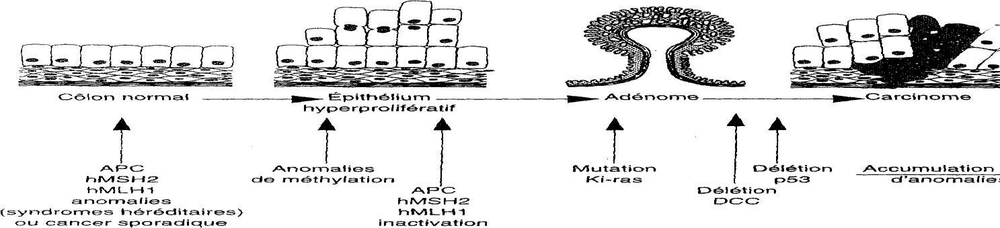 Côlon normal
Épithélium
hyperprolifératif
Adénome
Carcinome
APC
hMSH2
hMLH1
anomalies
(syndromes héréditaires)
ou cancer sporadique
Anomalies
de méthylation
APC
hMSH2
hMLH1
inactivation
Mutation
Ki-ras
Délétion
DCC
Délétion
p53
Accumulation
d'anomalies